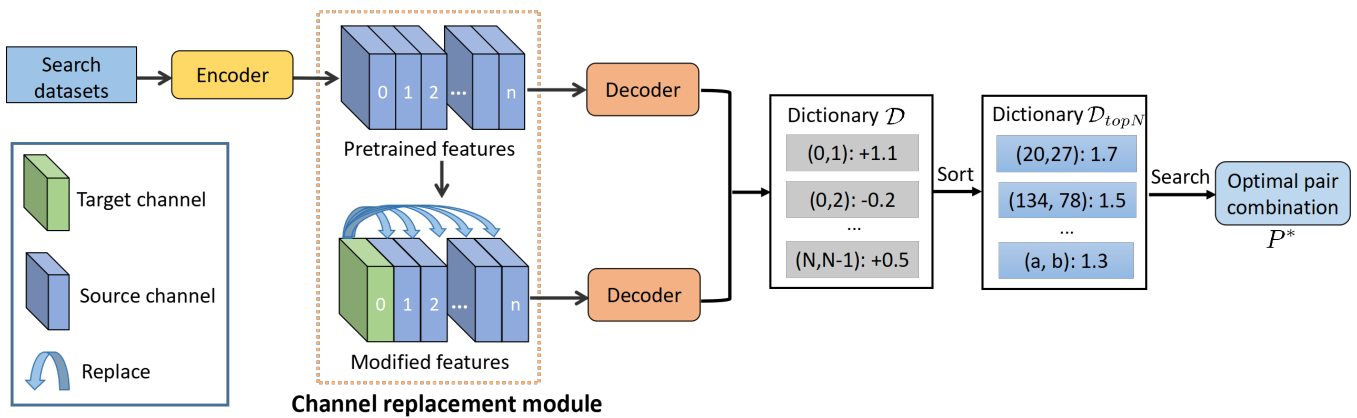 Search
datasets
Encoder
0 1 2 ... n
Pretrained features
Decoder
Target channel
Source channel
Replace
0 1 2 ... n
Modified features
Decoder
Channel replacement module
Dictionary 𝒟
(0,1): +1.1
(0,2): -0.2
...
(N,N-1): +0.5
Sort
Dictionary 𝒟topN
(20,27): 1.7
(134, 78): 1.5
...
(a, b): 1.3
Search
Optimal pair
combination
P*